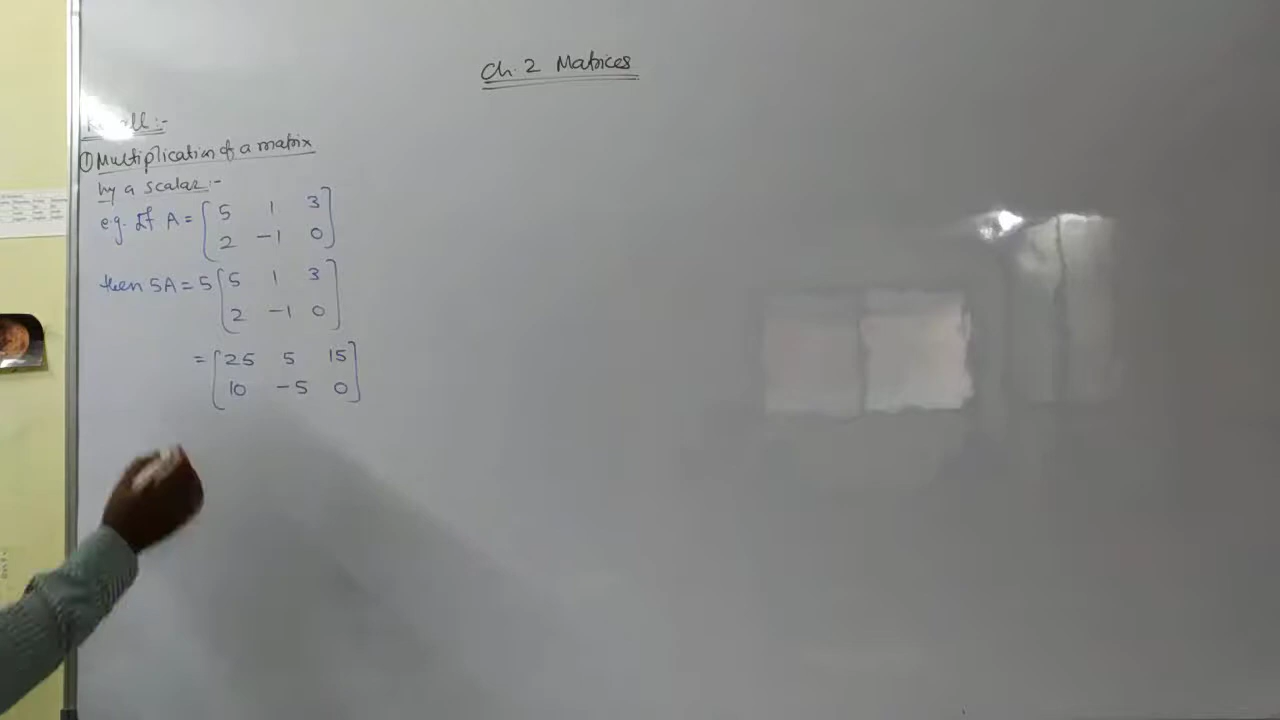 Ch. 2 Matrices
Recall :-
① Multiplication of a matrix
by a scalar :-
e.g. If A = [ 5 1 3
2 -1 0 ]
then 5A = 5 [ 5 1 3
2 -1 0 ]
= [ 25 5 15
10 -5 0 ]